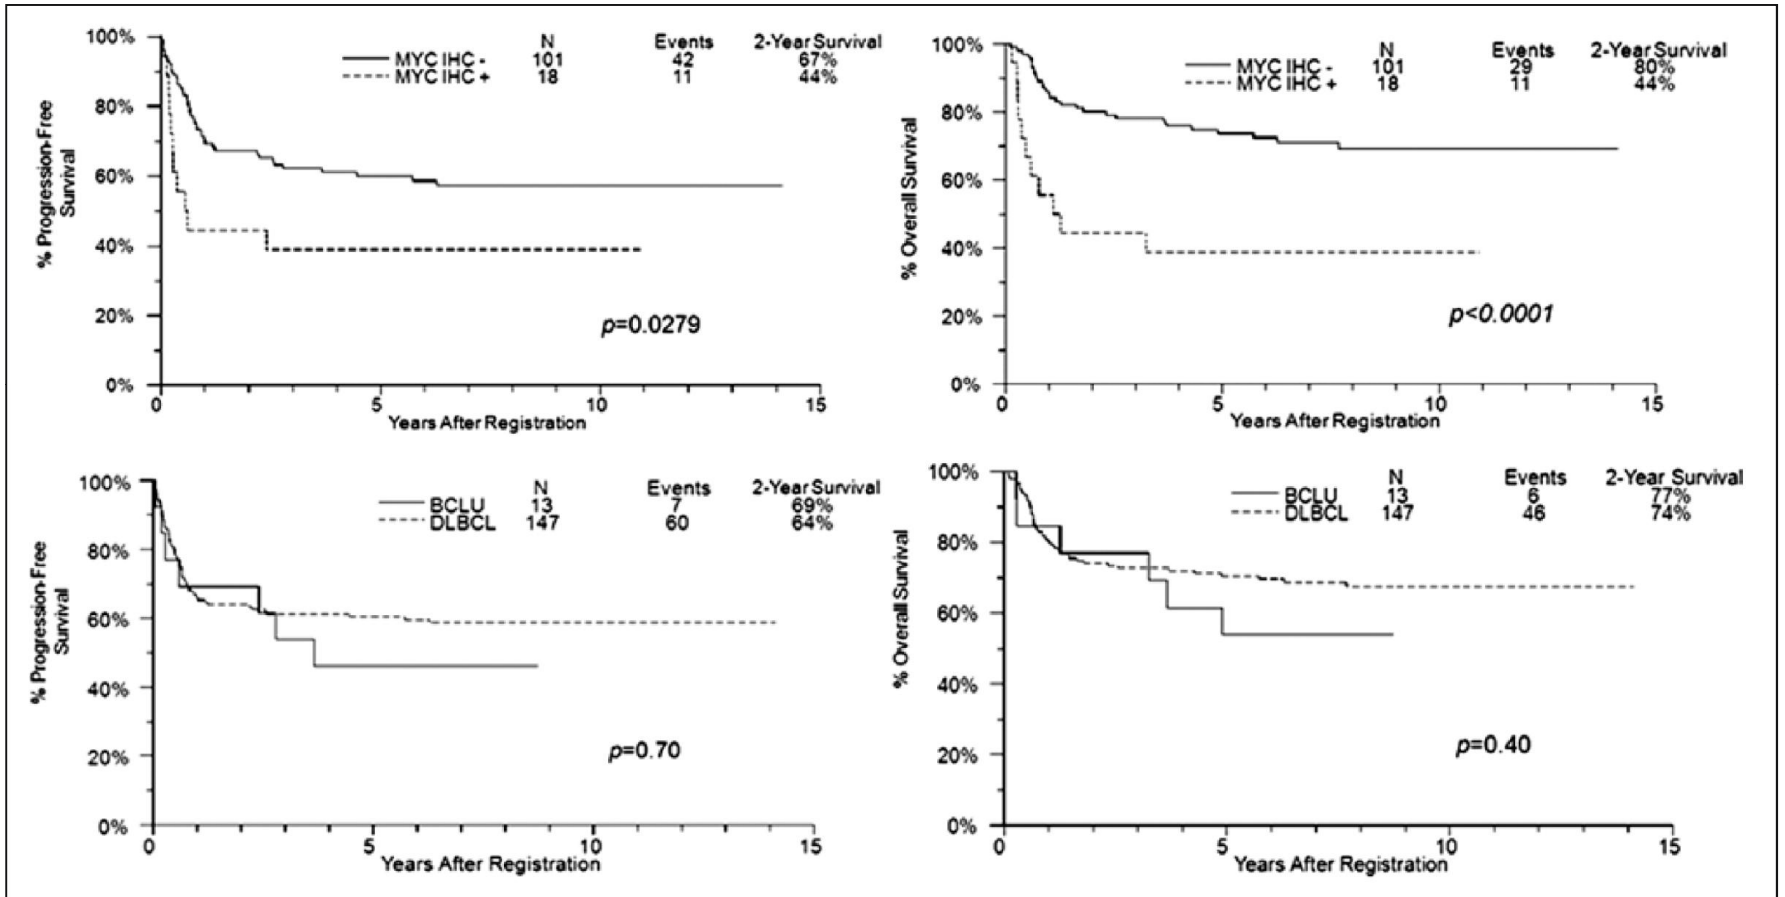 N Events 2-Year Survival
MYC IHC - 101 42 67%
MYC IHC + 18 11 44%
100%
80%
60%
40%
20%
0%
% Progression-Free
Survival
p=0.0279
0 5 10 15
Years After Registration
N Events 2-Year Survival
MYC IHC - 101 29 80%
MYC IHC + 18 11 44%
100%
80%
60%
40%
20%
0%
% Overall Survival
p<0.0001
0 5 10 15
Years After Registration
N Events 2-Year Survival
BCLU 13 7 69%
DLBCL 147 60 64%
100%
80%
60%
40%
20%
0%
% Progression-Free
Survival
p=0.70
0 5 10 15
Years After Registration
N Events 2-Year Survival
BCLU 13 6 77%
DLBCL 147 46 74%
100%
80%
60%
40%
20%
0%
% Overall Survival
p=0.40
0 5 10 15
Years After Registration